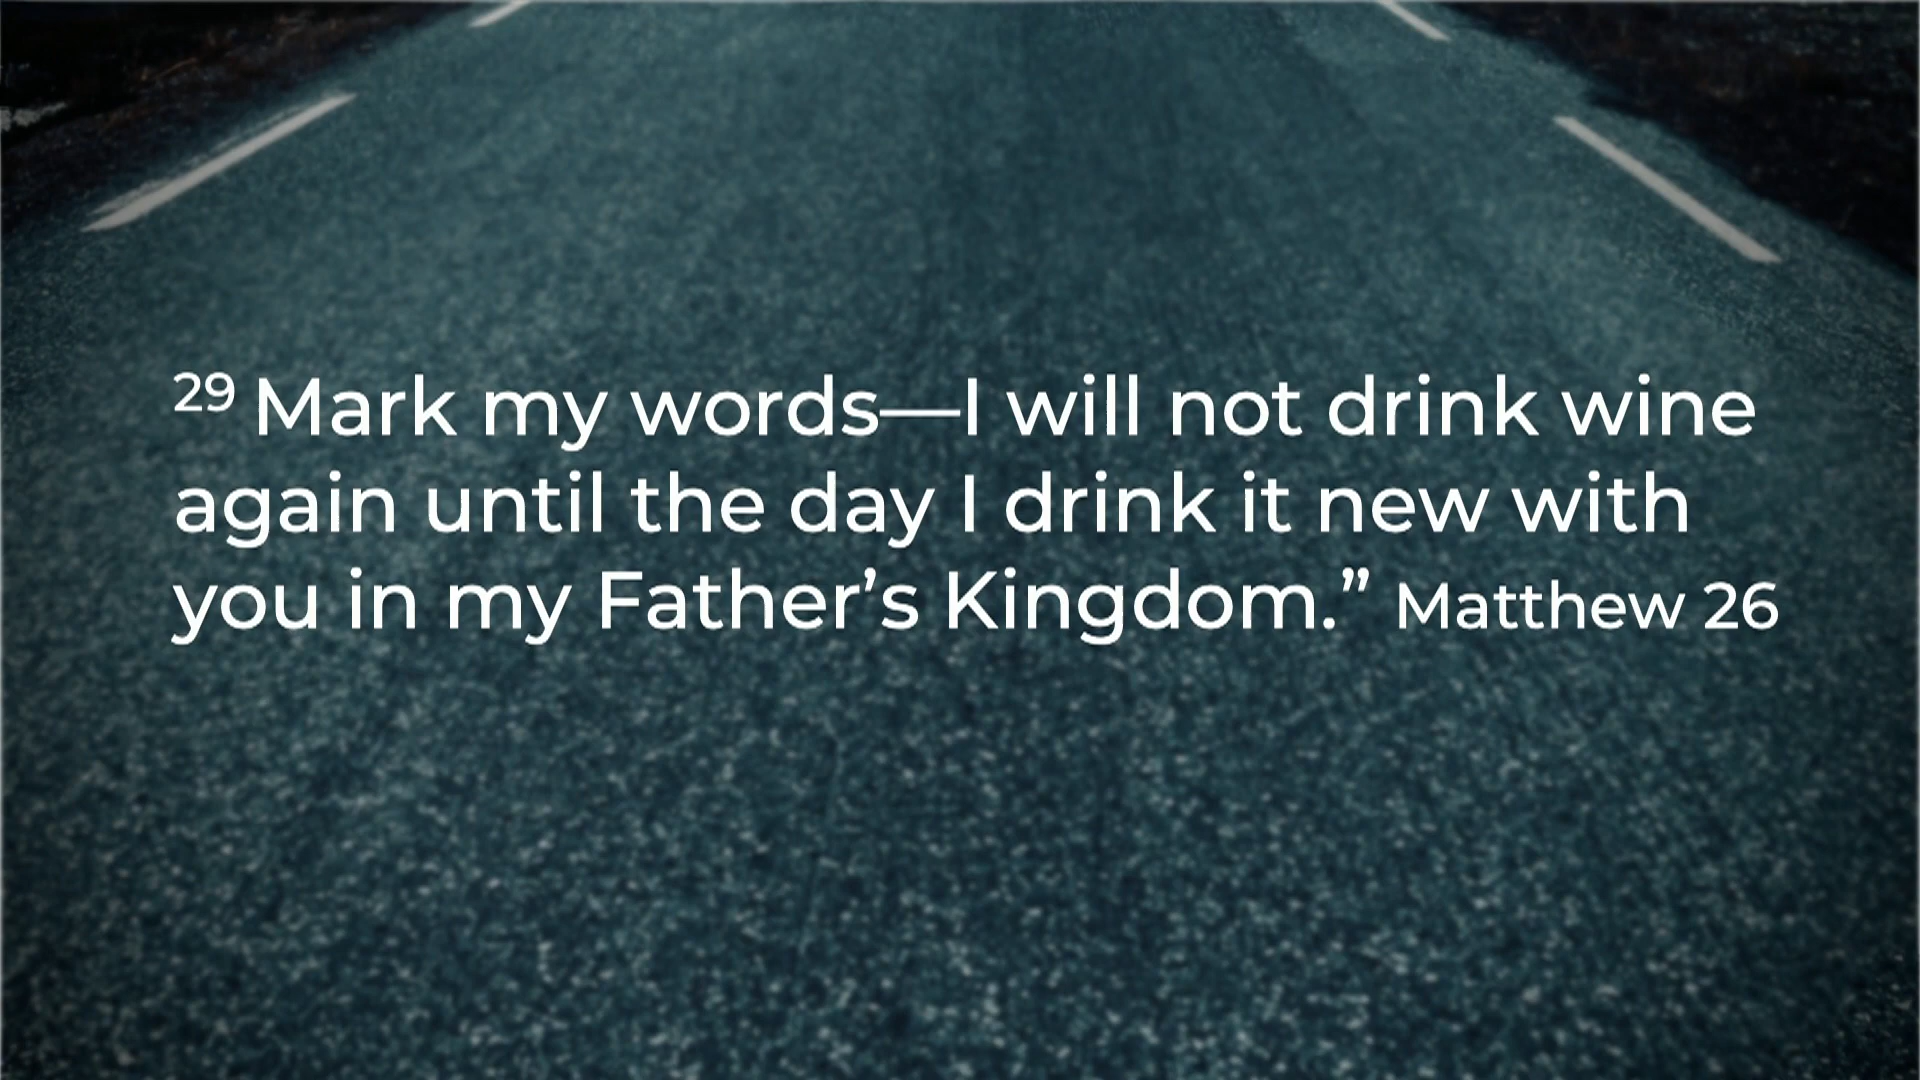 29 Mark my words—I will not drink wine
again until the day I drink it new with
you in my Father’s Kingdom.” Matthew 26